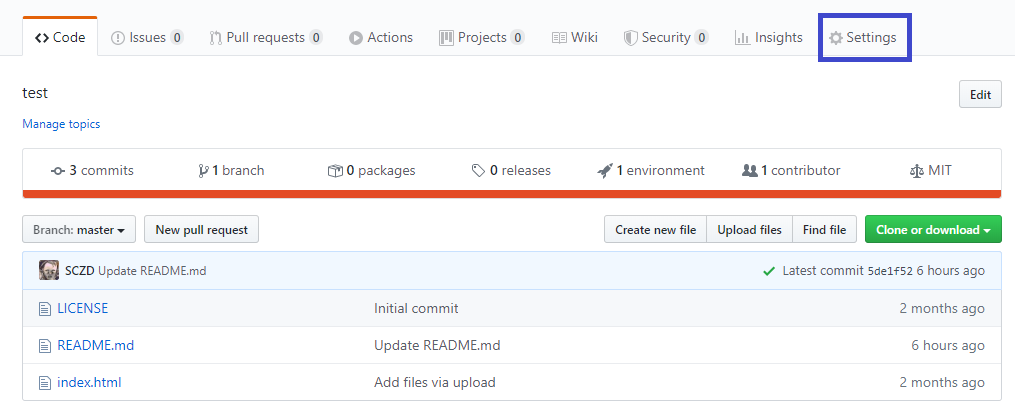 Code Issues 0 Pull requests 0 Actions Projects 0 Wiki Security 0 Insights Settings
test Edit
Manage topics
3 commits 1 branch 0 packages 0 releases 1 environment 1 contributor MIT
Branch: master New pull request Create new file Upload files Find file Clone or download
SCZD Update README.md Latest commit 5de1f52 6 hours ago
LICENSE Initial commit 2 months ago
README.md Update README.md 6 hours ago
index.html Add files via upload 2 months ago